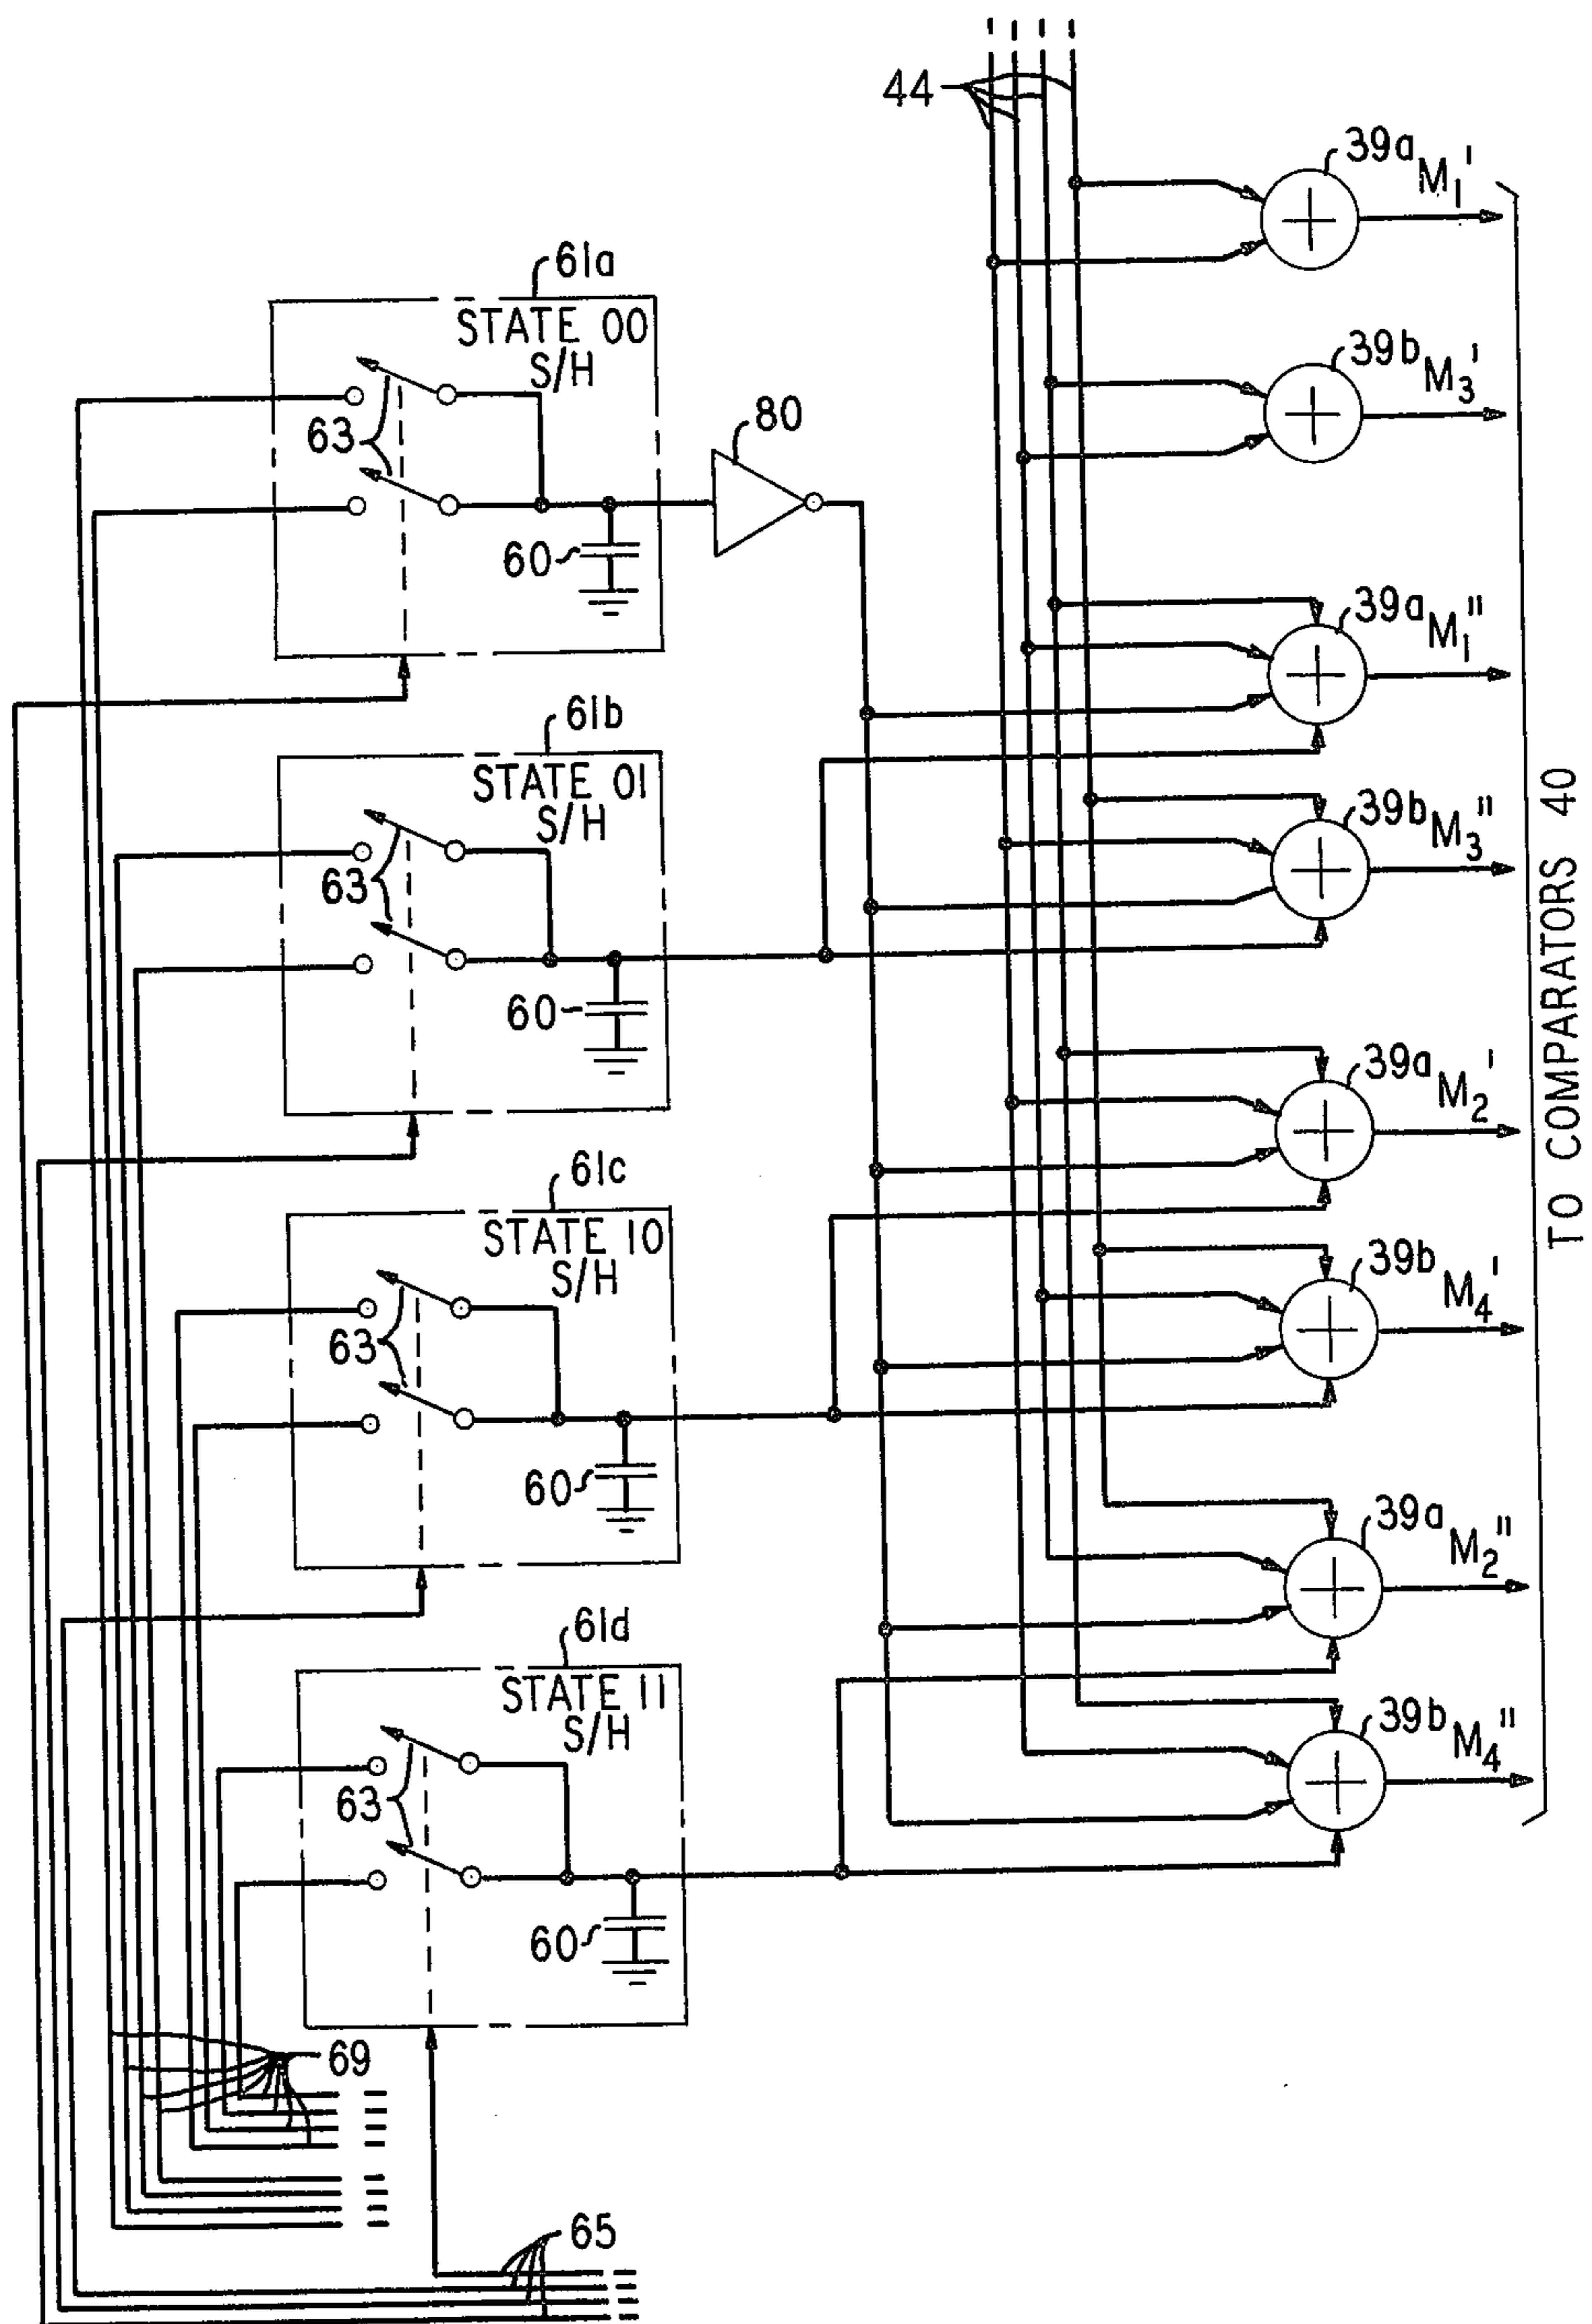 44
39a M₁'
61a
STATE 00
S/H
63
60
80
39b M₃'
39a M₁"
61b
STATE 01
S/H
63
60
39b M₃"
39a M₂'
61c
STATE 10
S/H
63
60
39b M₄'
39a M₂"
61d
STATE 11
S/H
63
60
39b M₄"
TO COMPARATORS 40
69
65